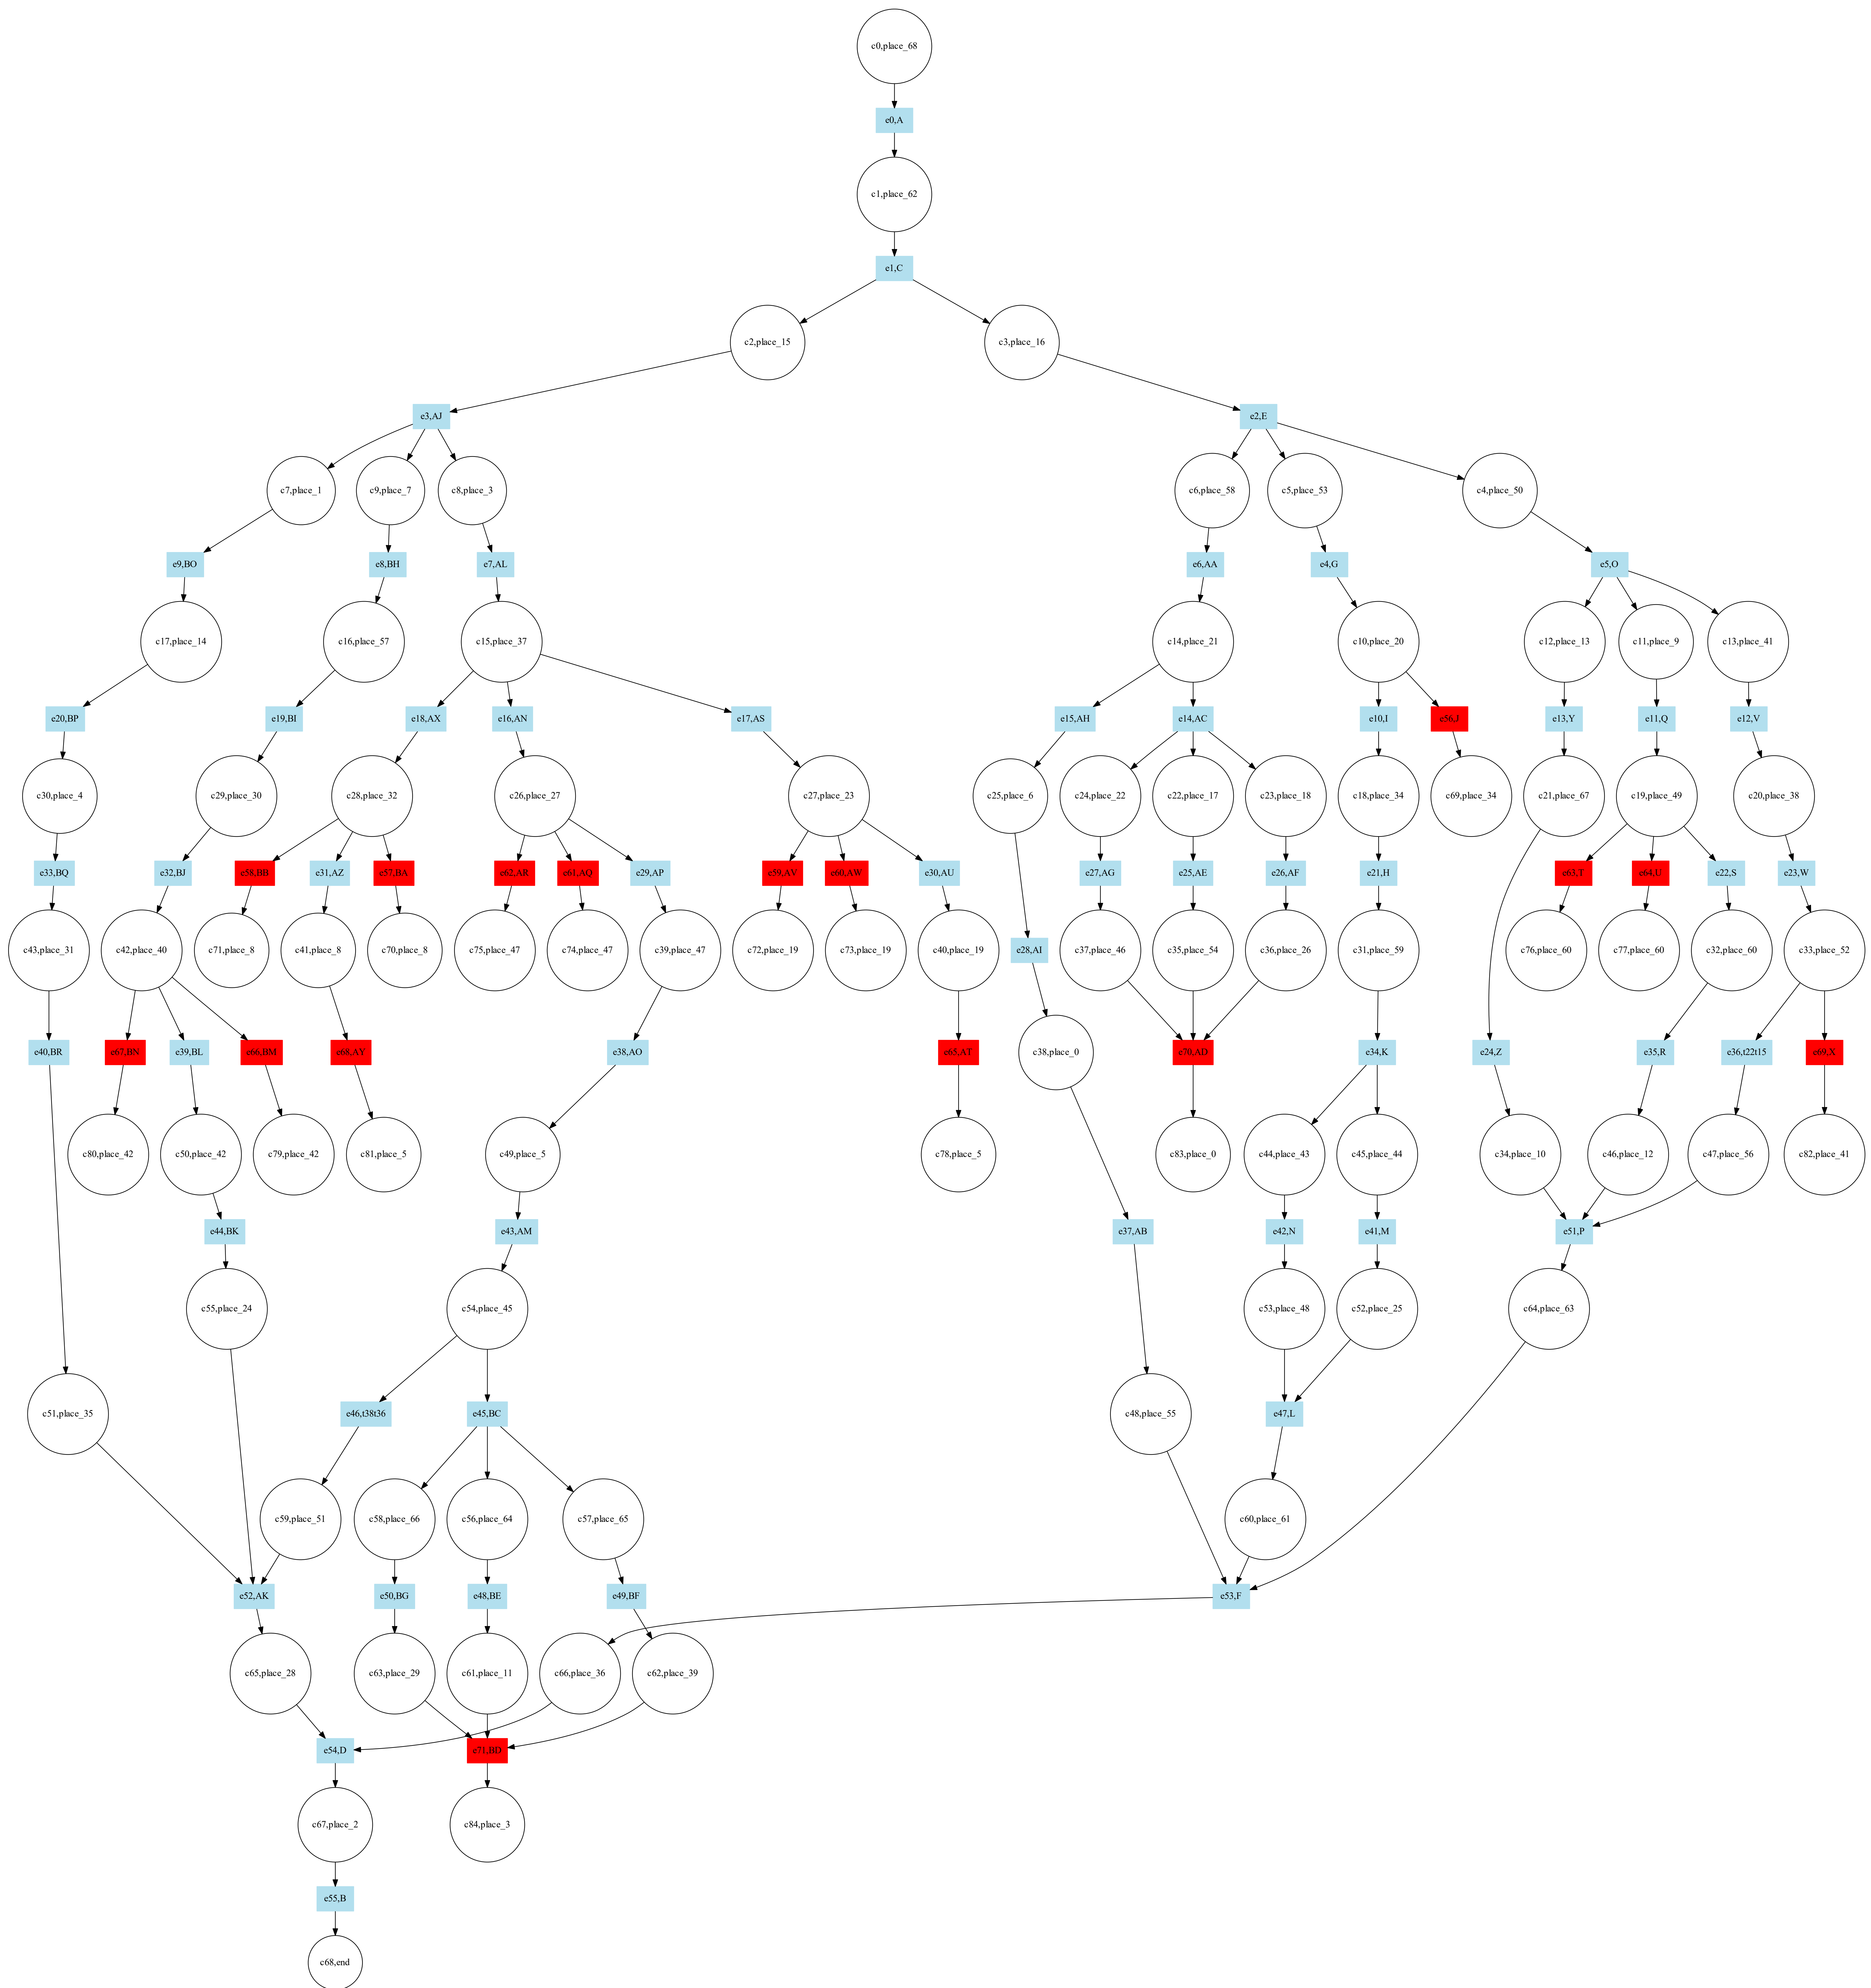 c0,place_68
e0,A
c1,place_62
e1,C
c2,place_15
c3,place_16
e3,AJ
e2,E
c7,place_1
c9,place_7
c8,place_3
c6,place_58
c5,place_53
c4,place_50
e9,BO
e8,BH
e7,AL
e6,AA
e4,G
e5,O
c17,place_14
c16,place_57
c15,place_37
c14,place_21
c10,place_20
c12,place_13
c11,place_9
c13,place_41
e20,BP
e19,BI
e18,AX
e16,AN
e17,AS
e15,AH
e14,AC
e10,I
e56,J
e13,Y
e11,Q
e12,V
c30,place_4
c29,place_30
c28,place_32
c26,place_27
c27,place_23
c25,place_6
c24,place_22
c22,place_17
c23,place_18
c18,place_34
c69,place_34
c21,place_67
c19,place_49
c20,place_38
e33,BQ
e32,BJ
e58,BB
e31,AZ
e57,BA
e62,AR
e61,AQ
e29,AP
e59,AV
e60,AW
e30,AU
e27,AG
e25,AE
e26,AF
e21,H
e63,T
e64,U
e22,S
e23,W
c43,place_31
c42,place_40
c71,place_8
c41,place_8
c70,place_8
c75,place_47
c74,place_47
c39,place_47
c72,place_19
c73,place_19
c40,place_19
e28,AI
c37,place_46
c35,place_54
c36,place_26
c31,place_59
c76,place_60
c77,place_60
c32,place_60
c33,place_52
e40,BR
e67,BN
e39,BL
e66,BM
e68,AY
e38,AO
e65,AT
c38,place_0
e70,AD
e34,K
e24,Z
e35,R
e36,t22t15
e69,X
c80,place_42
c50,place_42
c79,place_42
c81,place_5
c49,place_5
c78,place_5
c83,place_0
c44,place_43
c45,place_44
c34,place_10
c46,place_12
c47,place_56
c82,place_41
e44,BK
e43,AM
e37,AB
e42,N
e41,M
e51,P
c55,place_24
c54,place_45
c53,place_48
c52,place_25
c64,place_63
c51,place_35
e46,t38t36
e45,BC
c48,place_55
e47,L
c59,place_51
c58,place_66
c56,place_64
c57,place_65
c60,place_61
e52,AK
e50,BG
e48,BE
e49,BF
e53,F
c65,place_28
c63,place_29
c61,place_11
c66,place_36
c62,place_39
e54,D
e71,BD
c67,place_2
c84,place_3
e55,B
c68,end